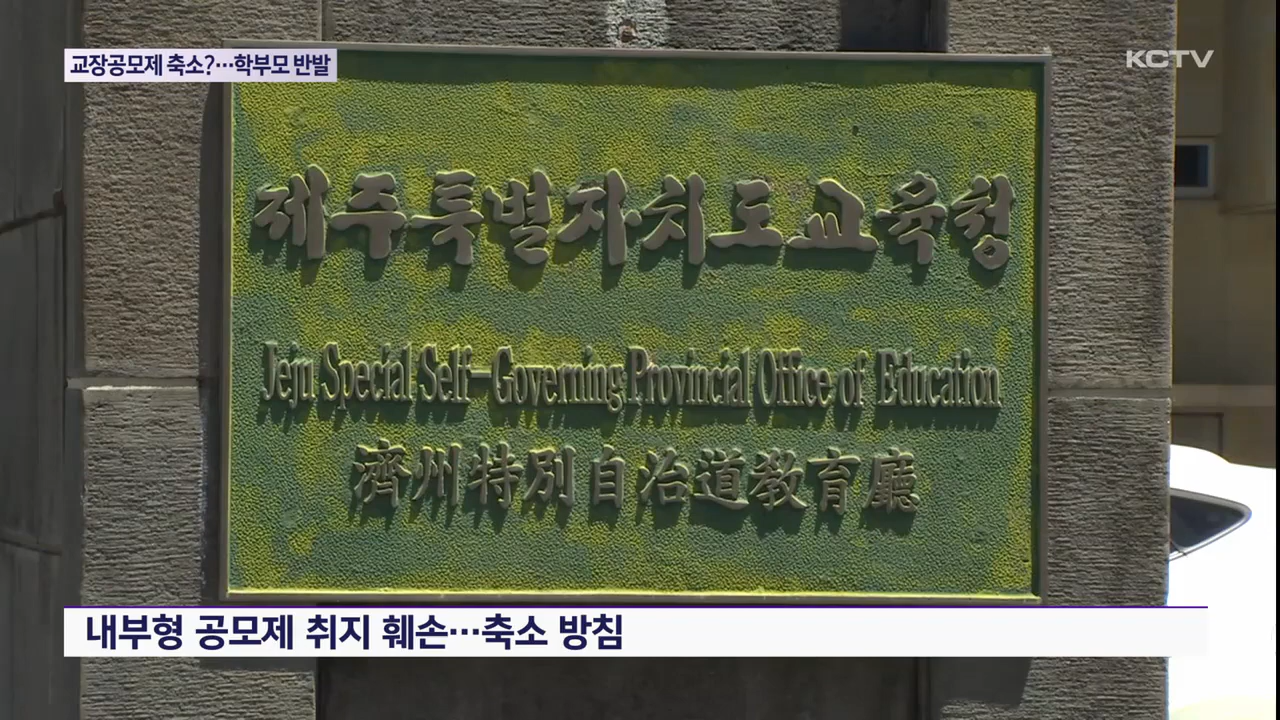 교장공모제 축소?…학부모 반발
KCTV
제주특별자치도교육청
Jeju Special Self-Governing Provincial Office of Education
濟州特別自治道教育廳
내부형 공모제 취지 훼손…축소 방침